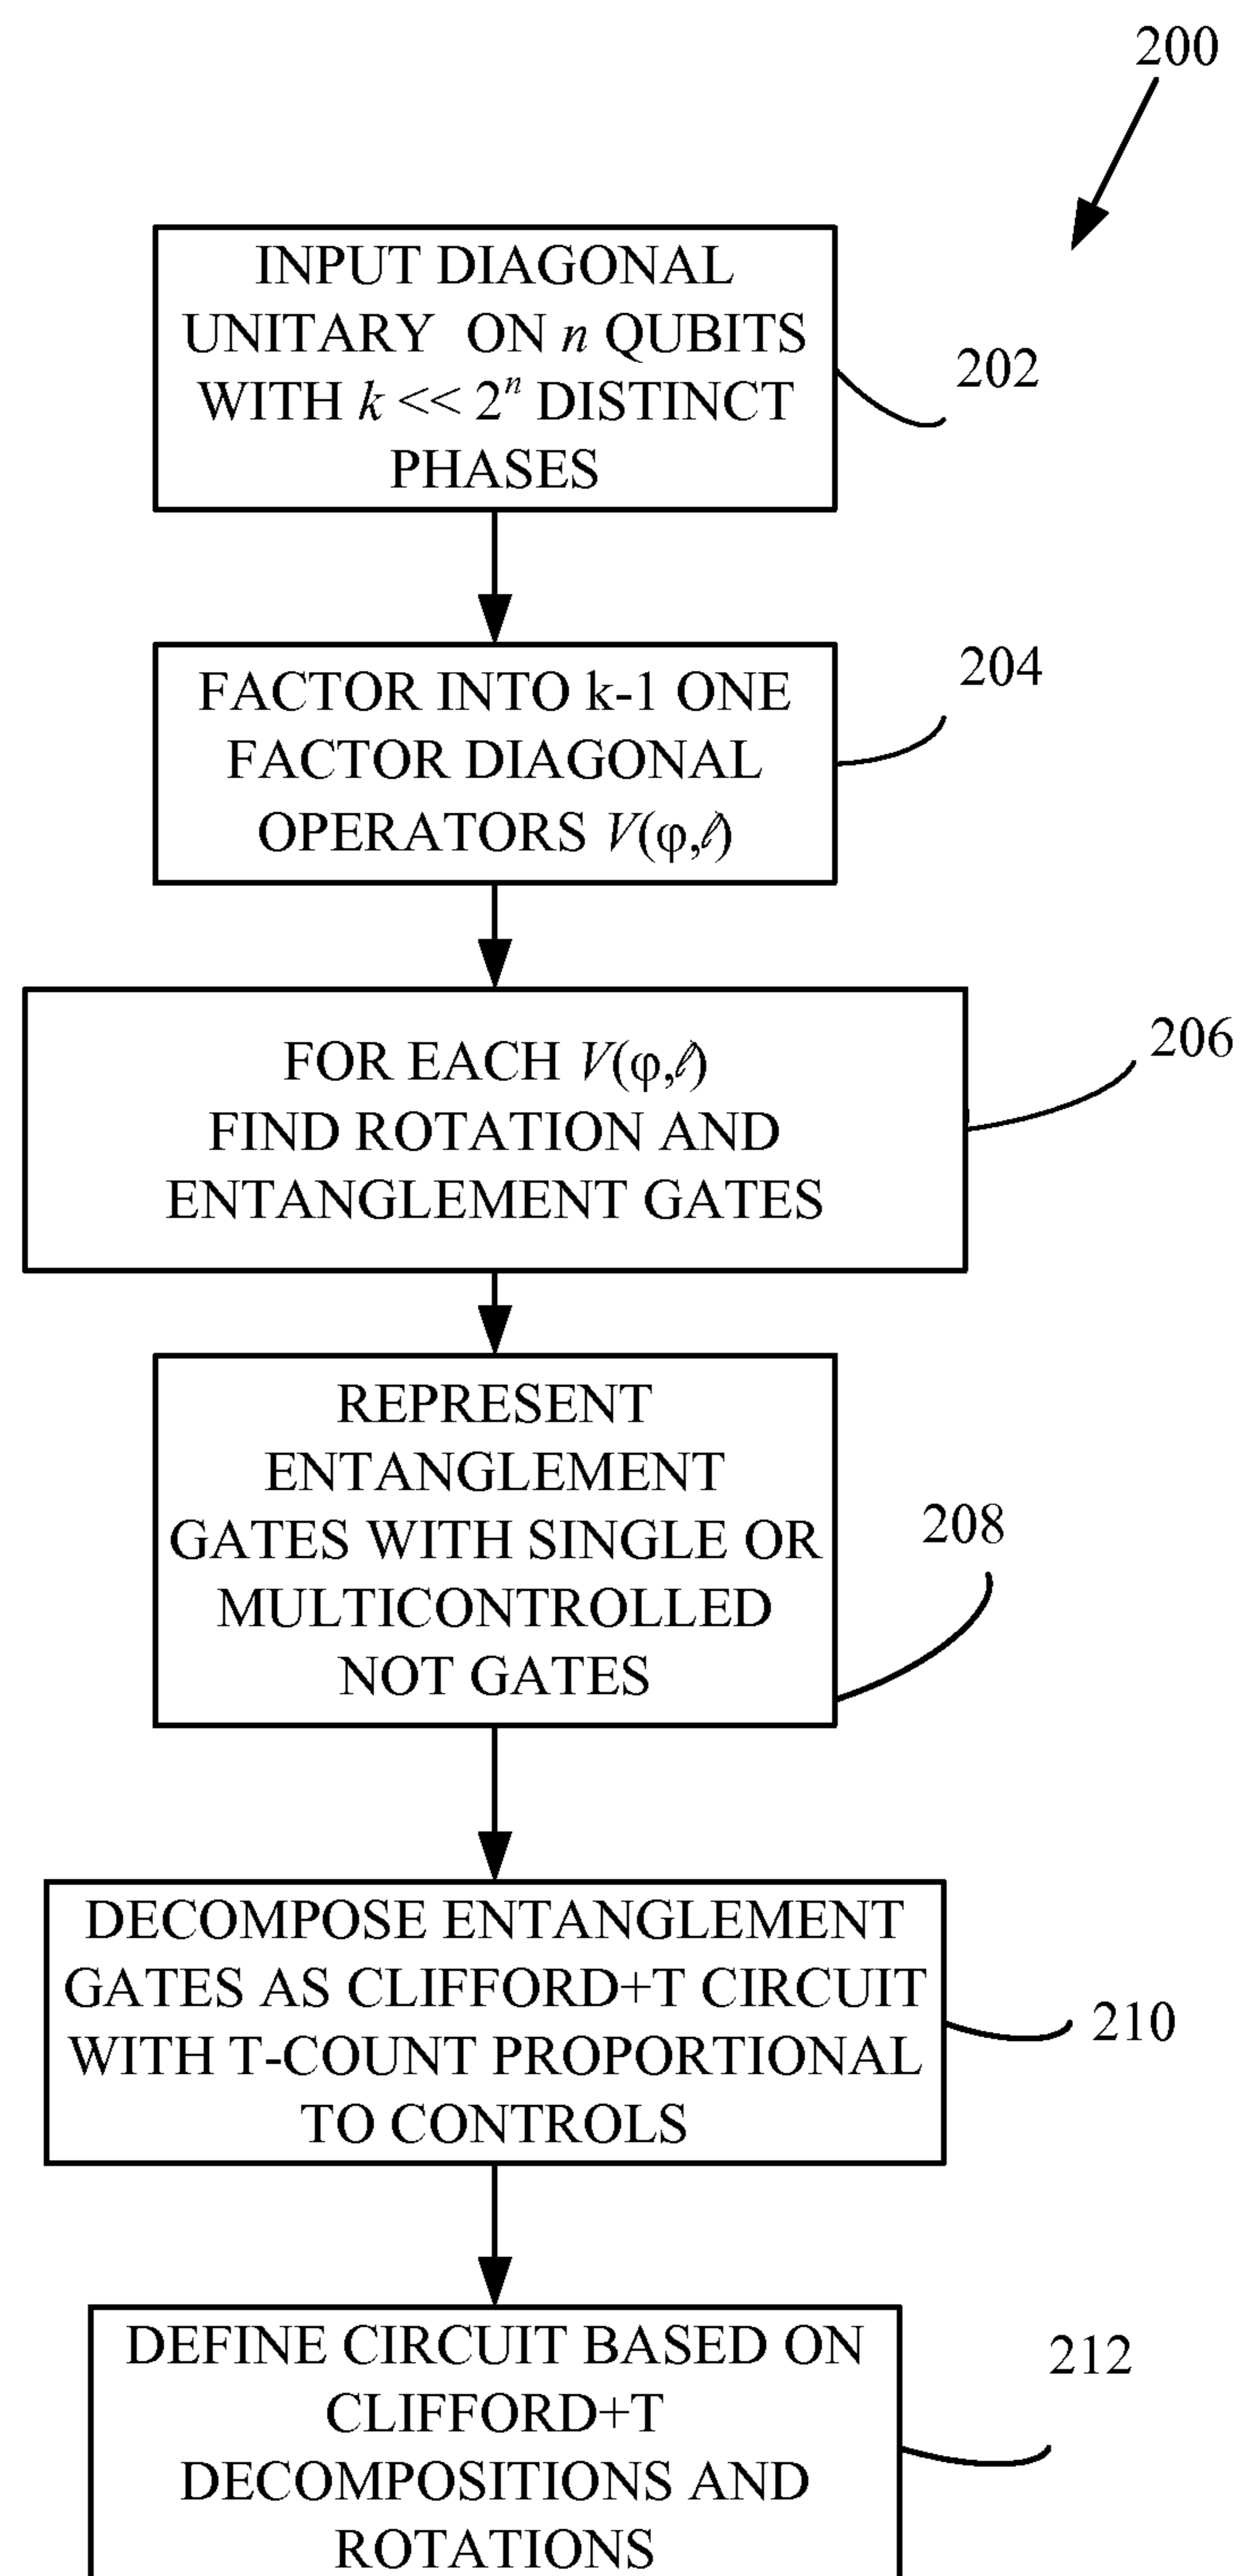 200
INPUT DIAGONAL
UNITARY ON n QUBITS
WITH k << 2ⁿ DISTINCT
PHASES
202
FACTOR INTO k-1 ONE
FACTOR DIAGONAL
OPERATORS V(φ,ℓ)
204
FOR EACH V(φ,ℓ)
FIND ROTATION AND
ENTANGLEMENT GATES
206
REPRESENT
ENTANGLEMENT
GATES WITH SINGLE OR
MULTICONTROLLED
NOT GATES
208
DECOMPOSE ENTANGLEMENT
GATES AS CLIFFORD+T CIRCUIT
WITH T-COUNT PROPORTIONAL
TO CONTROLS
210
DEFINE CIRCUIT BASED ON
CLIFFORD+T
DECOMPOSITIONS AND
ROTATIONS
212